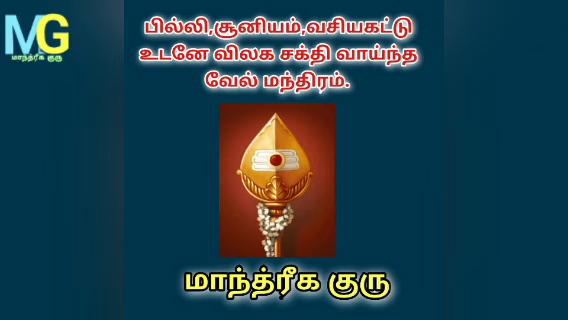 MG
மாந்த்ரீக குரு
பில்லி,சூனியம்,வசியகட்டு
உடனே விலக சக்தி வாய்ந்த
வேல் மந்திரம்.
மாந்த்ரீக குரு